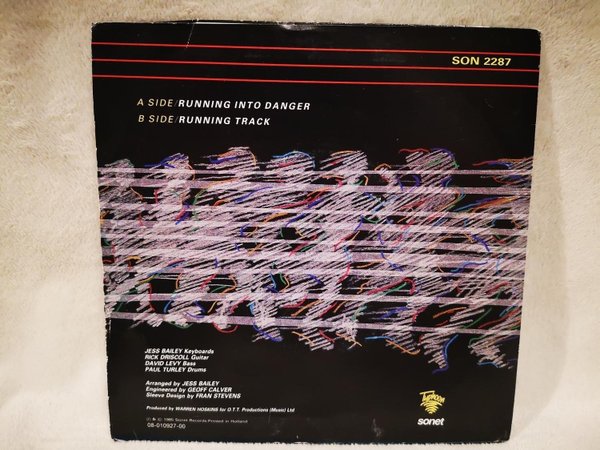 SON 2287
A SIDE/RUNNING INTO DANGER
B SIDE/RUNNING TRACK
JESS BAILEY Keyboards
RICK DRISCOLL Guitar
DAVID LEVY Bass
PAUL TURLEY Drums
Arranged by JESS BAILEY
Engineered by GEOFF CALVER
Sleeve Design by FRAN STEVENS
Produced by WARREN HOSKINS for O.T.T. Productions (Music) Ltd
℗ & © 1985 Sonet Records Printed in Holland
08-010927-00
Typhoon
sonet